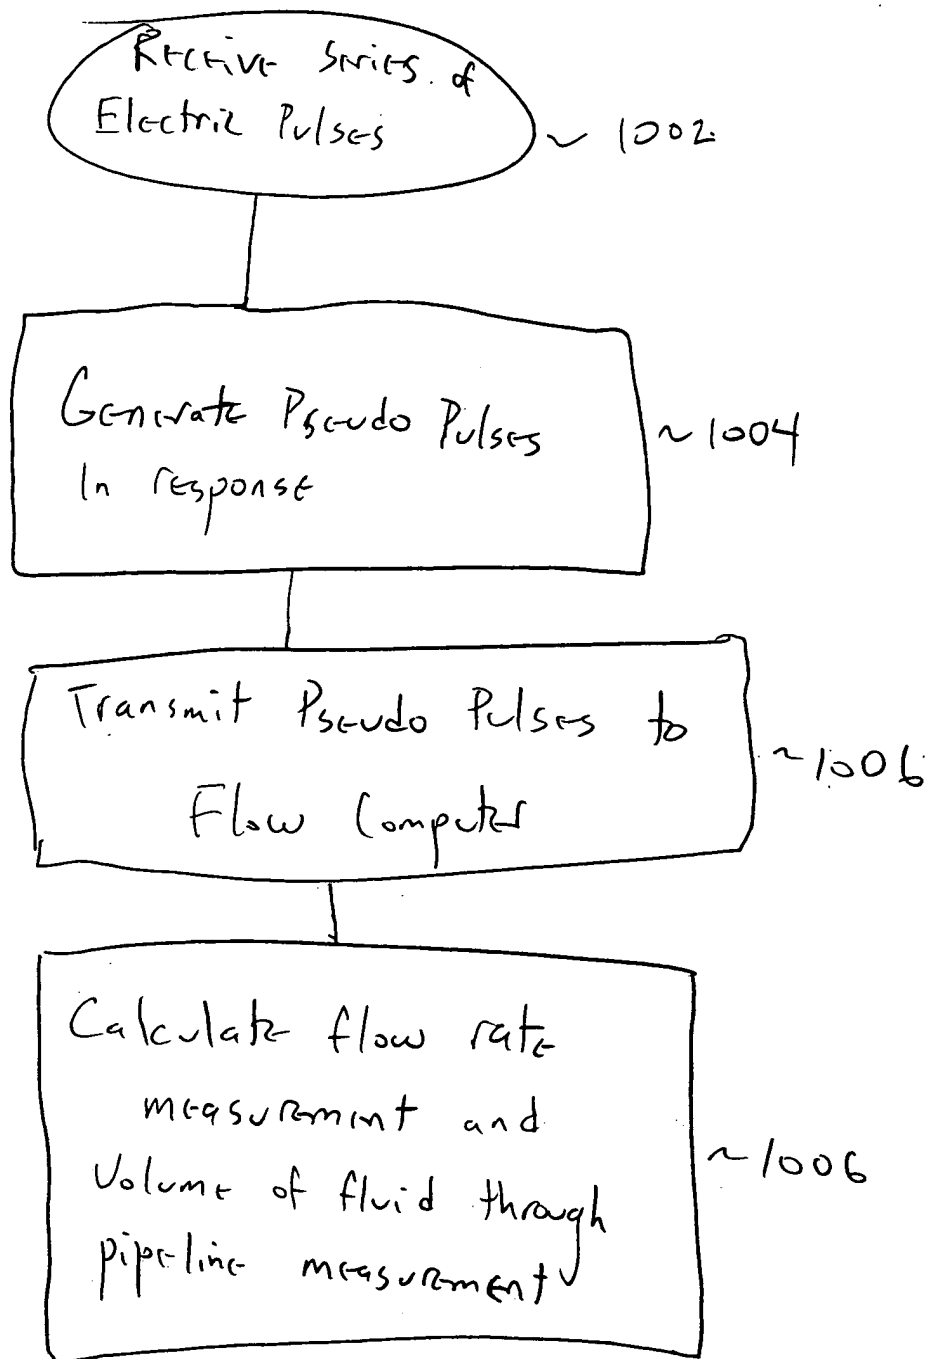 Receive Series of
Electric Pulses
~ 1002
Generate Pseudo Pulses
In response
~1004
Transmit Pseudo Pulses to
Flow Computer
~1006
Calculate flow rate
measurement and
Volume of fluid through
pipeline measurement
~1006